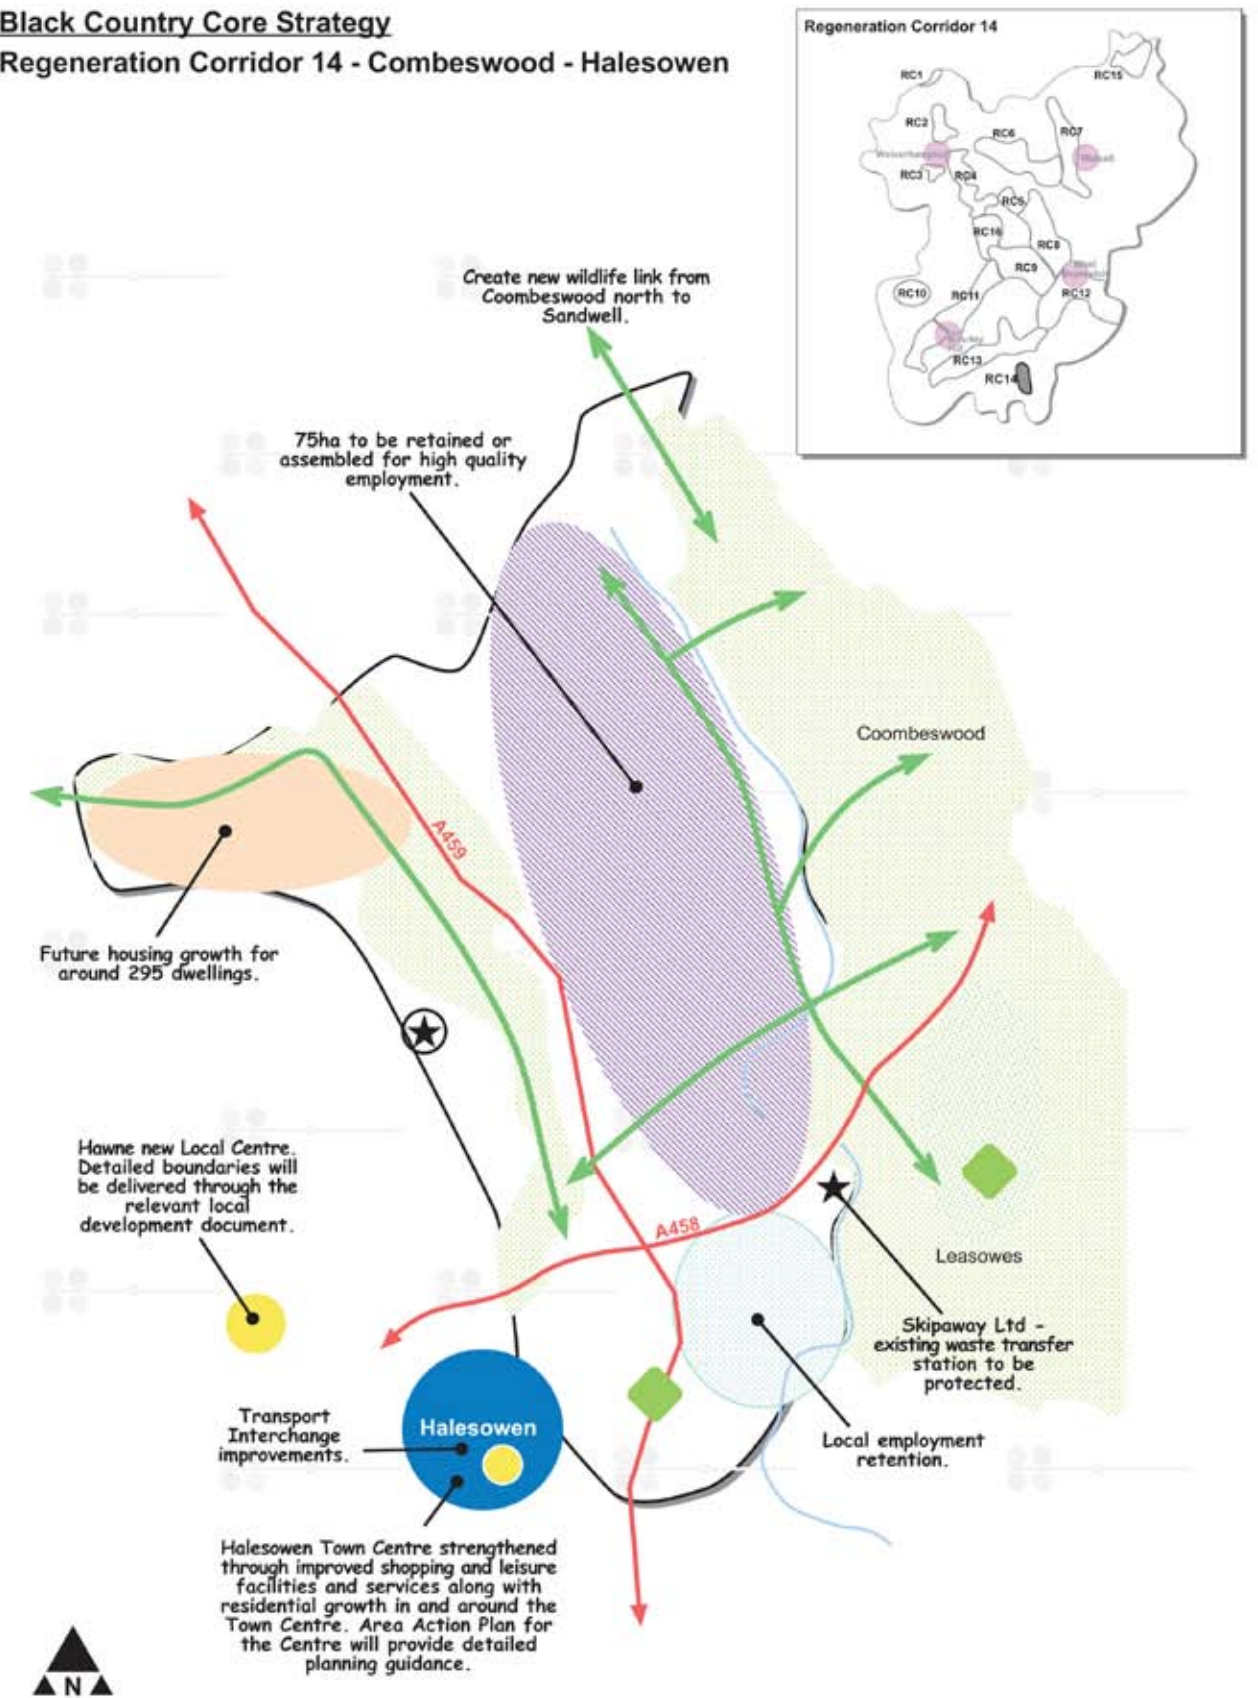 Black Country Core Strategy
Regeneration Corridor 14 - Combeswood - Halesowen
Regeneration Corridor 14
RC1
RC15
RC2
RC6
RC7
RC3
RC4
RC5
RC16
RC8
RC9
RC10
RC11
RC12
RC13
RC14
Create new wildlife link from
Coombeswood north to
Sandwell.
75ha to be retained or
assembled for high quality
employment.
Coombeswood
A459
Future housing growth for
around 295 dwellings.
Hawne new Local Centre.
Detailed boundaries will
be delivered through the
relevant local
development document.
A458
Leasowes
Skipaway Ltd -
existing waste transfer
station to be
protected.
Transport
Interchange
improvements.
Halesowen
Local employment
retention.
Halesowen Town Centre strengthened
through improved shopping and leisure
facilities and services along with
residential growth in and around the
Town Centre. Area Action Plan for
the Centre will provide detailed
planning guidance.
N